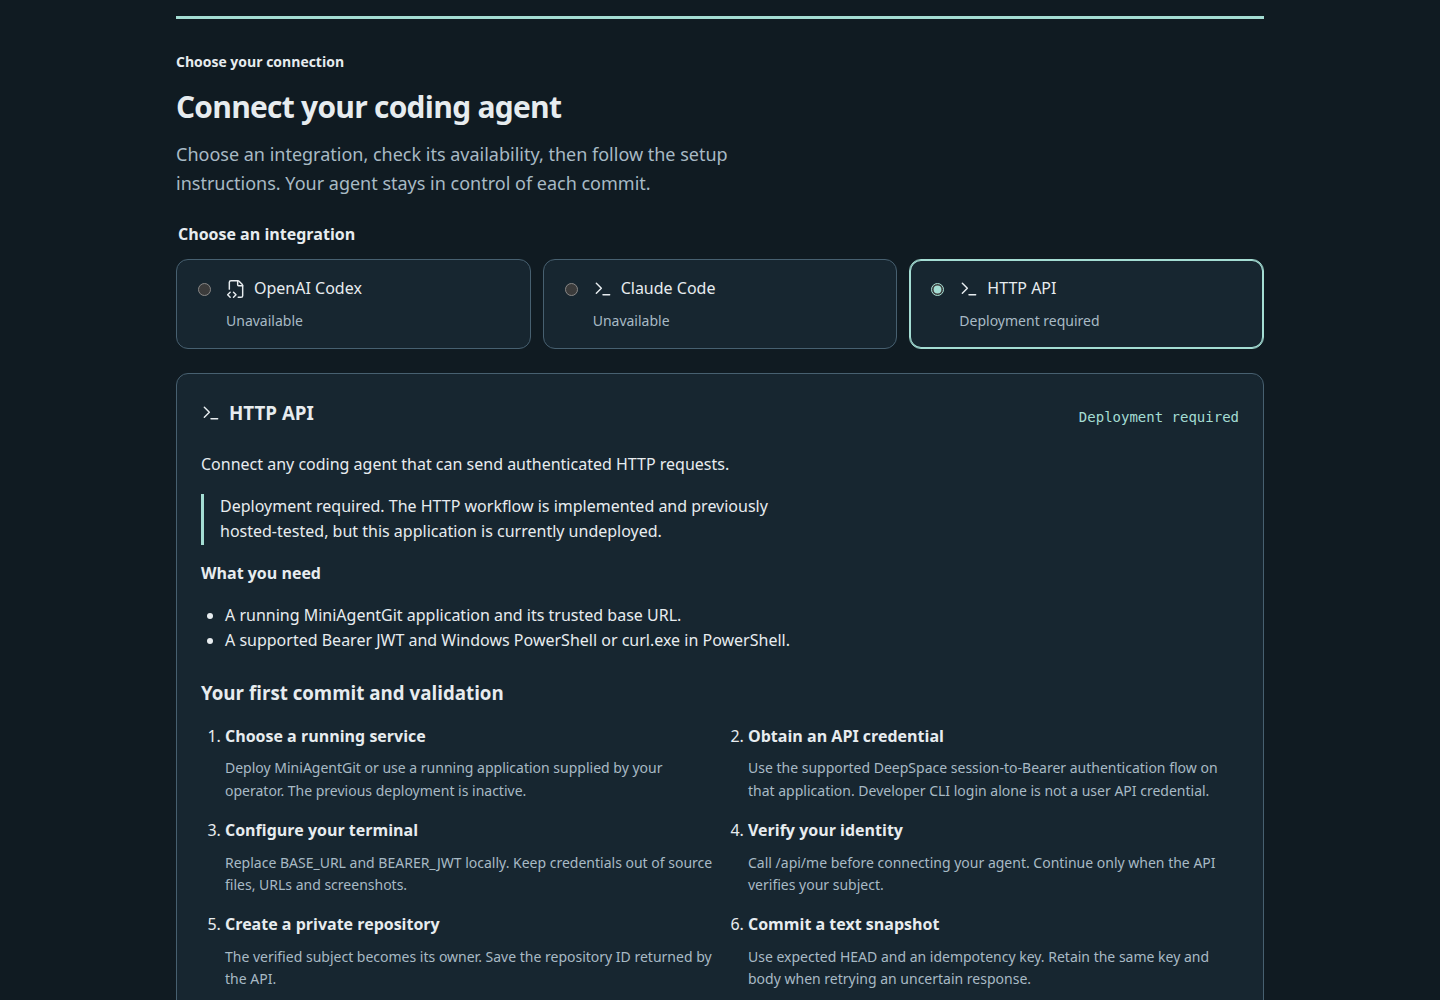 Choose your connection
Connect your coding agent
Choose an integration, check its availability, then follow the setup
instructions. Your agent stays in control of each commit.
Choose an integration
OpenAI Codex
Unavailable
Claude Code
Unavailable
HTTP API
Deployment required
HTTP API
Deployment required
Connect any coding agent that can send authenticated HTTP requests.
Deployment required. The HTTP workflow is implemented and previously
hosted-tested, but this application is currently undeployed.
What you need
• A running MiniAgentGit application and its trusted base URL.
• A supported Bearer JWT and Windows PowerShell or curl.exe in PowerShell.
Your first commit and validation
1. Choose a running service
Deploy MiniAgentGit or use a running application supplied by your
operator. The previous deployment is inactive.
2. Obtain an API credential
Use the supported DeepSpace session-to-Bearer authentication flow on
that application. Developer CLI login alone is not a user API credential.
3. Configure your terminal
Replace BASE_URL and BEARER_JWT locally. Keep credentials out of source
files, URLs and screenshots.
4. Verify your identity
Call /api/me before connecting your agent. Continue only when the API
verifies your subject.
5. Create a private repository
The verified subject becomes its owner. Save the repository ID returned by
the API.
6. Commit a text snapshot
Use expected HEAD and an idempotency key. Retain the same key and
body when retrying an uncertain response.